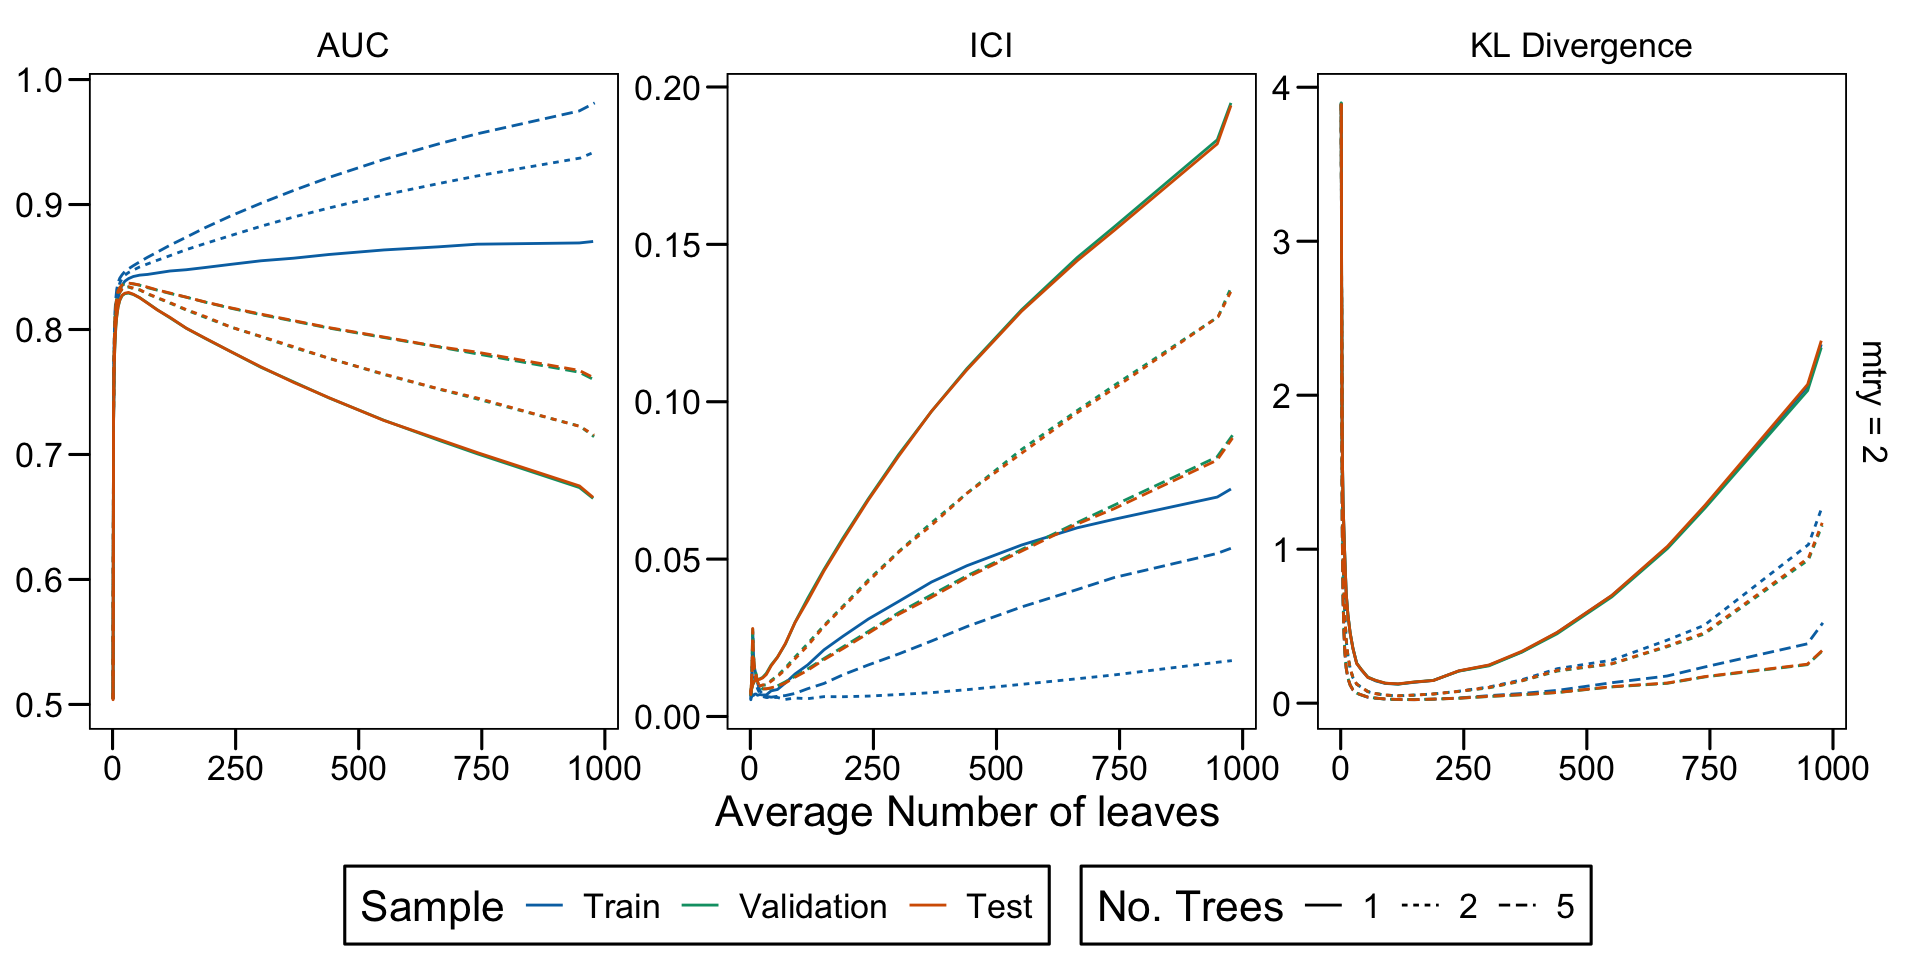 AUC
ICI
KL Divergence
1.0
0.9
0.8
0.7
0.6
0.5
0 250 500 750 1000
0.20
0.15
0.10
0.05
0.00
0 250 500 750 1000
4
3
2
1
0
0 250 500 750 1000
mtry = 2
Average Number of leaves
Sample Train Validation Test
No. Trees 1 2 5